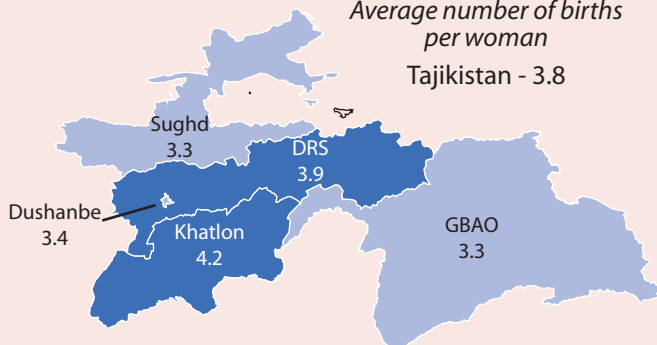 Average number of births
per woman
Tajikistan - 3.8
Sughd
3.3
DRS
3.9
Dushanbe
3.4
Khatlon
4.2
GBAO
3.3